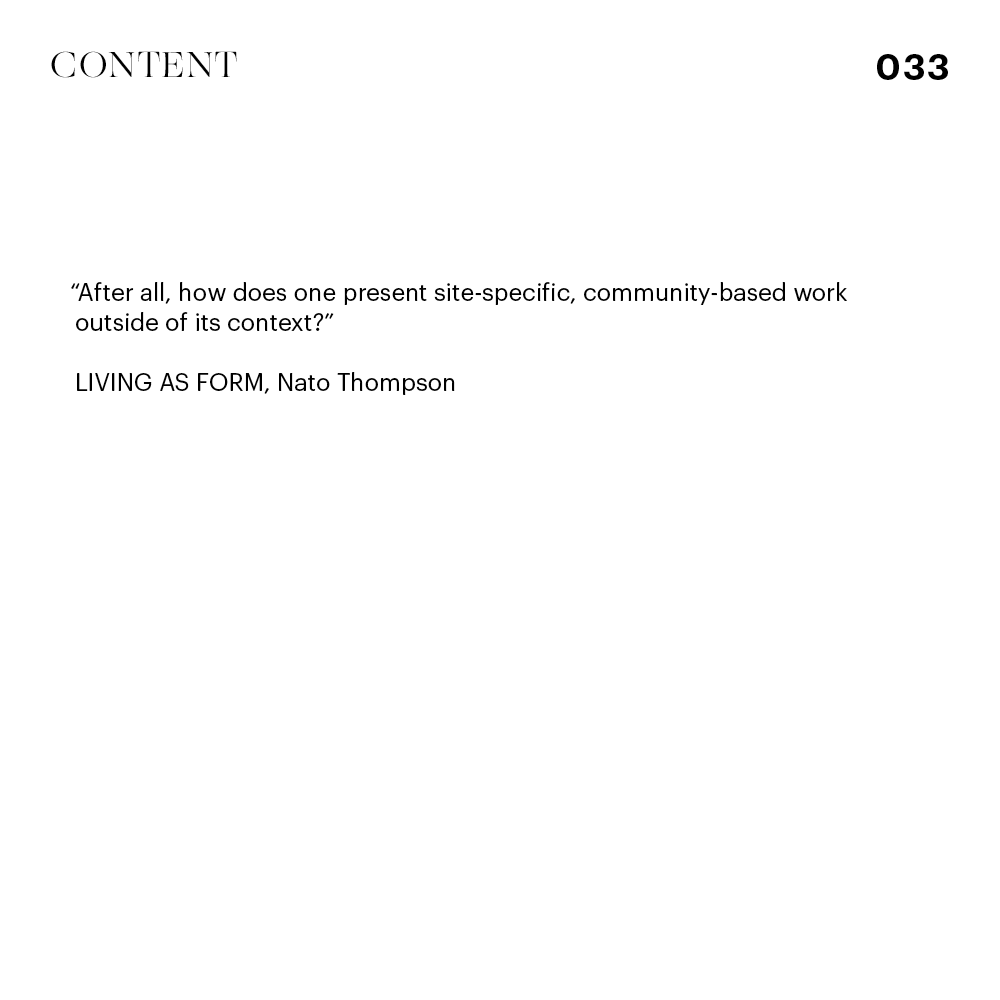 CONTENT
033
“After all, how does one present site-specific, community-based work
outside of its context?”
LIVING AS FORM, Nato Thompson